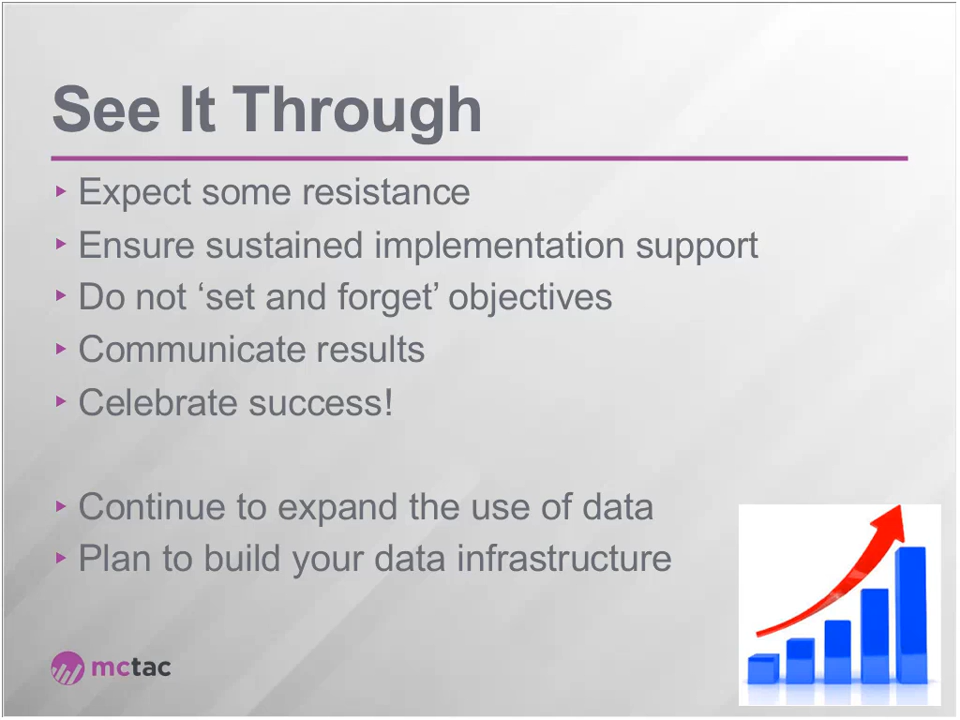 See It Through
‣ Expect some resistance
‣ Ensure sustained implementation support
‣ Do not ‘set and forget’ objectives
‣ Communicate results
‣ Celebrate success!
‣ Continue to expand the use of data
‣ Plan to build your data infrastructure
mctac